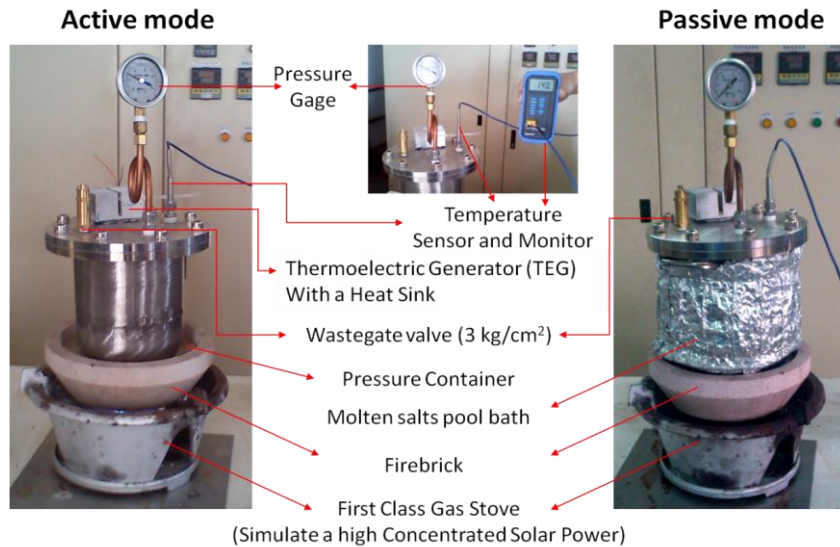 Active mode
Passive mode
Pressure
Gage
140
Temperature
Sensor and Monitor
Thermoelectric Generator (TEG)
With a Heat Sink
Wastegate valve (3 kg/cm²)
Pressure Container
Molten salts pool bath
Firebrick
First Class Gas Stove
(Simulate a high Concentrated Solar Power)